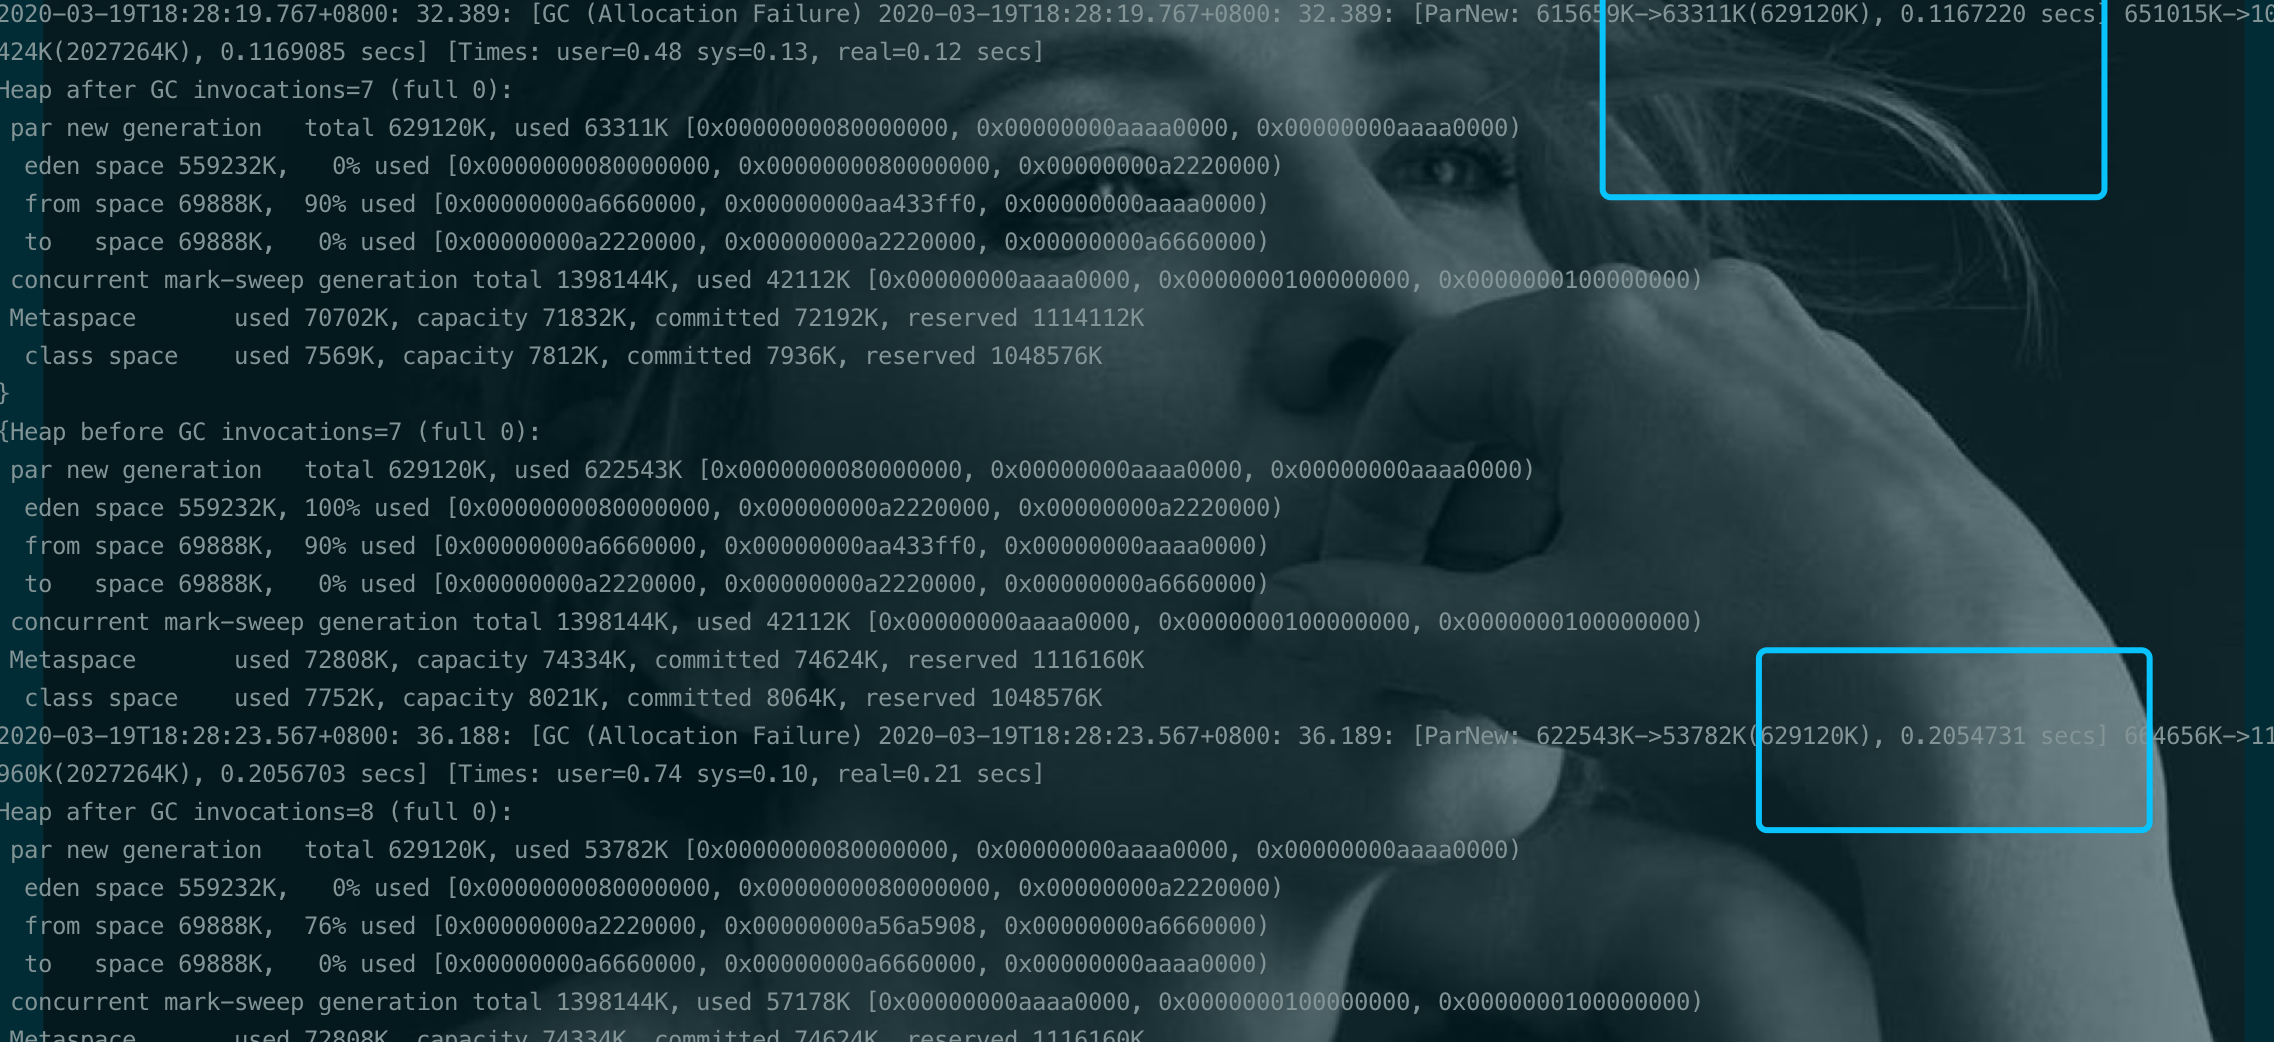 2020-03-19T18:28:19.767+0800: 32.389: [GC (Allocation Failure) 2020-03-19T18:28:19.767+0800: 32.389: [ParNew: 615659K->63311K(629120K), 0.1167220 secs] 651015K->10
424K(2027264K), 0.1169085 secs] [Times: user=0.48 sys=0.13, real=0.12 secs]
Heap after GC invocations=7 (full 0):
par new generation   total 629120K, used 63311K [0x0000000080000000, 0x00000000aaaa0000, 0x00000000aaaa0000)
eden space 559232K,   0% used [0x0000000080000000, 0x0000000080000000, 0x00000000a2220000)
from space 69888K,  90% used [0x00000000a6660000, 0x00000000aa433ff0, 0x00000000aaaa0000)
to   space 69888K,   0% used [0x00000000a2220000, 0x00000000a2220000, 0x00000000a6660000)
concurrent mark-sweep generation total 1398144K, used 42112K [0x00000000aaaa0000, 0x0000000100000000, 0x0000000100000000)
Metaspace       used 70702K, capacity 71832K, committed 72192K, reserved 1114112K
class space    used 7569K, capacity 7812K, committed 7936K, reserved 1048576K
}
{Heap before GC invocations=7 (full 0):
par new generation   total 629120K, used 622543K [0x0000000080000000, 0x00000000aaaa0000, 0x00000000aaaa0000)
eden space 559232K, 100% used [0x0000000080000000, 0x00000000a2220000, 0x00000000a2220000)
from space 69888K,  90% used [0x00000000a6660000, 0x00000000aa433ff0, 0x00000000aaaa0000)
to   space 69888K,   0% used [0x00000000a2220000, 0x00000000a2220000, 0x00000000a6660000)
concurrent mark-sweep generation total 1398144K, used 42112K [0x00000000aaaa0000, 0x0000000100000000, 0x0000000100000000)
Metaspace       used 72808K, capacity 74334K, committed 74624K, reserved 1116160K
class space    used 7752K, capacity 8021K, committed 8064K, reserved 1048576K
2020-03-19T18:28:23.567+0800: 36.188: [GC (Allocation Failure) 2020-03-19T18:28:23.567+0800: 36.189: [ParNew: 622543K->53782K(629120K), 0.2054731 secs] 664656K->11
960K(2027264K), 0.2056703 secs] [Times: user=0.74 sys=0.10, real=0.21 secs]
Heap after GC invocations=8 (full 0):
par new generation   total 629120K, used 53782K [0x0000000080000000, 0x00000000aaaa0000, 0x00000000aaaa0000)
eden space 559232K,   0% used [0x0000000080000000, 0x0000000080000000, 0x00000000a2220000)
from space 69888K,  76% used [0x00000000a2220000, 0x00000000a56a5908, 0x00000000a6660000)
to   space 69888K,   0% used [0x00000000a6660000, 0x00000000a6660000, 0x00000000aaaa0000)
concurrent mark-sweep generation total 1398144K, used 57178K [0x00000000aaaa0000, 0x0000000100000000, 0x0000000100000000)
Metaspace       used 72808K, capacity 74334K, committed 74624K, reserved 1116160K